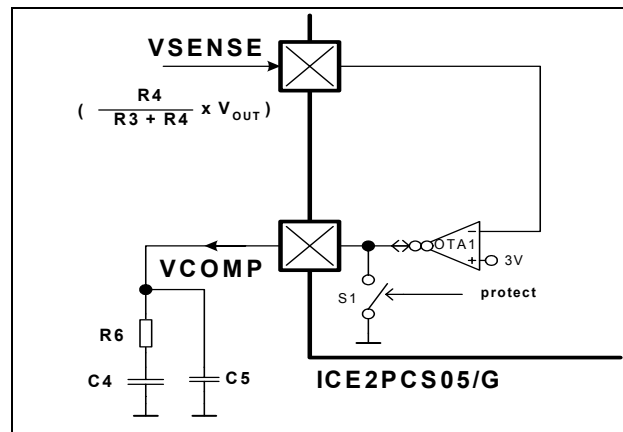 VSENSE
( R4
R3 + R4 x VOUT )
OTA1
−
+ 3V
VCOMP
S1
protect
R6
C4
C5
ICE2PCS05/G